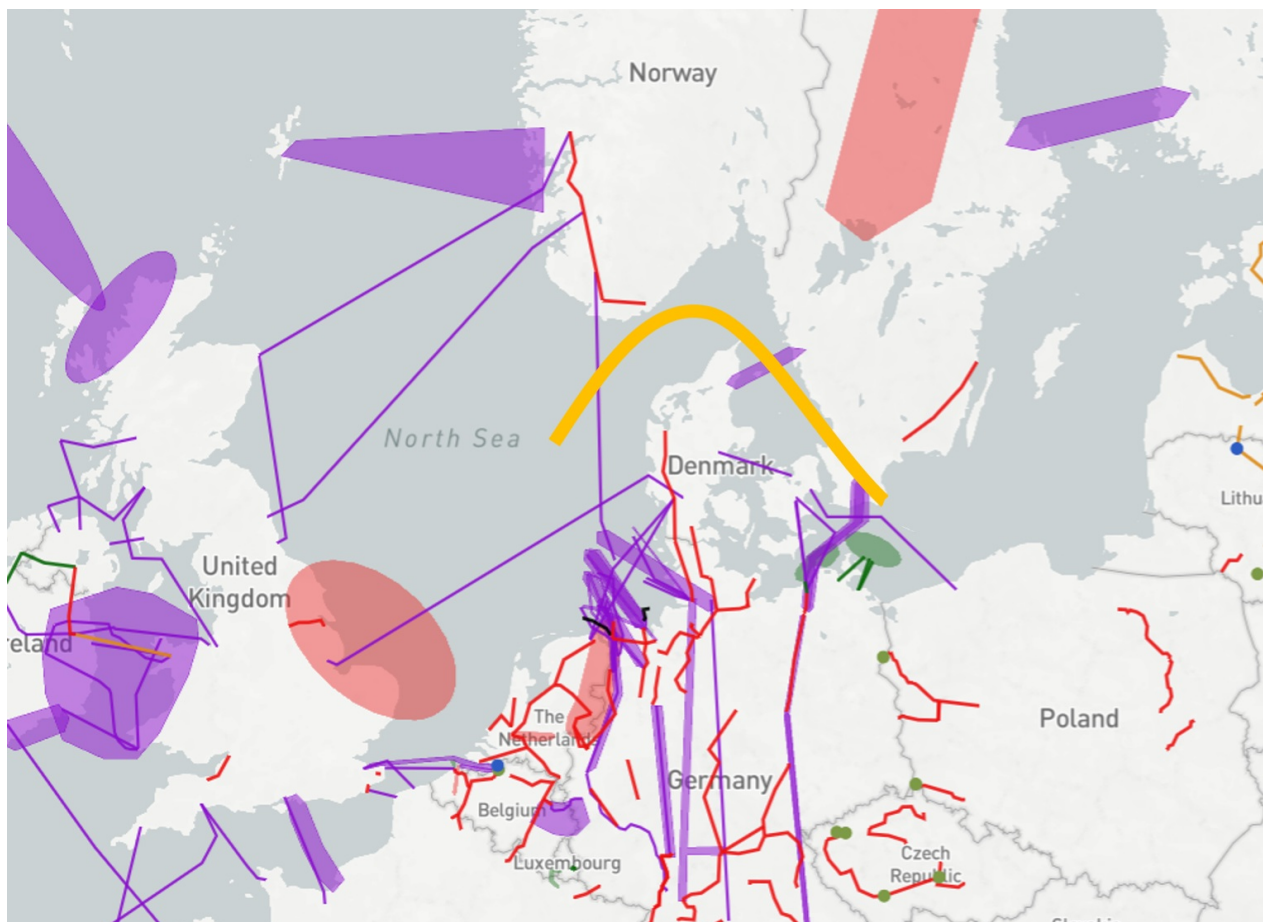 Norway
North Sea
Denmark
Lithu
United
Kingdom
reland
The
Netherlands
Poland
Germany
Belgium
Luxembourg
Czech
Republic